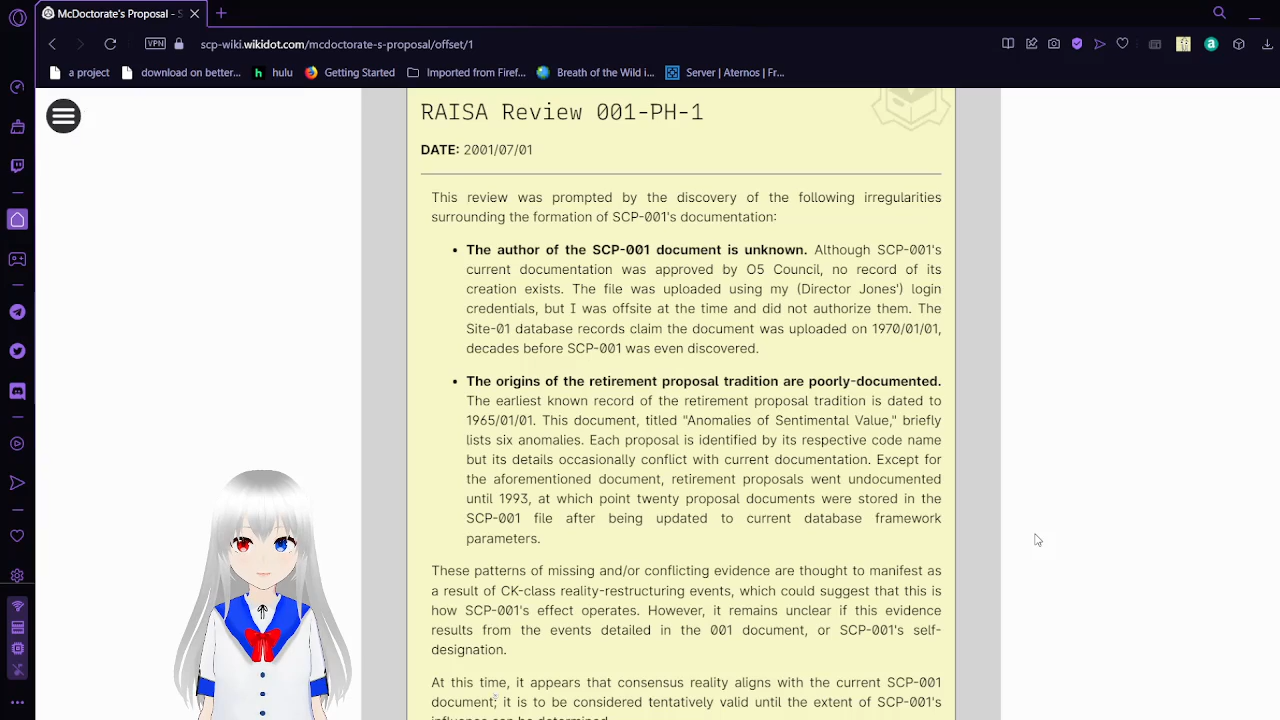 McDoctorate's Proposal - S
VPN
scp-wiki.wikidot.com/mcdoctorate-s-proposal/offset/1
a project
download on better...
h hulu
Getting Started
Imported from Firef...
Breath of the Wild i...
Server | Aternos | Fr...
RAISA Review 001-PH-1
DATE: 2001/07/01
This review was prompted by the discovery of the following irregularities
surrounding the formation of SCP-001's documentation:
• The author of the SCP-001 document is unknown. Although SCP-001's
current documentation was approved by O5 Council, no record of its
creation exists. The file was uploaded using my (Director Jones') login
credentials, but I was offsite at the time and did not authorize them. The
Site-01 database records claim the document was uploaded on 1970/01/01,
decades before SCP-001 was even discovered.
• The origins of the retirement proposal tradition are poorly-documented.
The earliest known record of the retirement proposal tradition is dated to
1965/01/01. This document, titled "Anomalies of Sentimental Value," briefly
lists six anomalies. Each proposal is identified by its respective code name
but its details occasionally conflict with current documentation. Except for
the aforementioned document, retirement proposals went undocumented
until 1993, at which point twenty proposal documents were stored in the
SCP-001 file after being updated to current database framework
parameters.
These patterns of missing and/or conflicting evidence are thought to manifest as
a result of CK-class reality-restructuring events, which could suggest that this is
how SCP-001's effect operates. However, it remains unclear if this evidence
results from the events detailed in the 001 document, or SCP-001's self-
designation.
At this time, it appears that consensus reality aligns with the current SCP-001
document; it is to be considered tentatively valid until the extent of SCP-001's
influence can be determined.